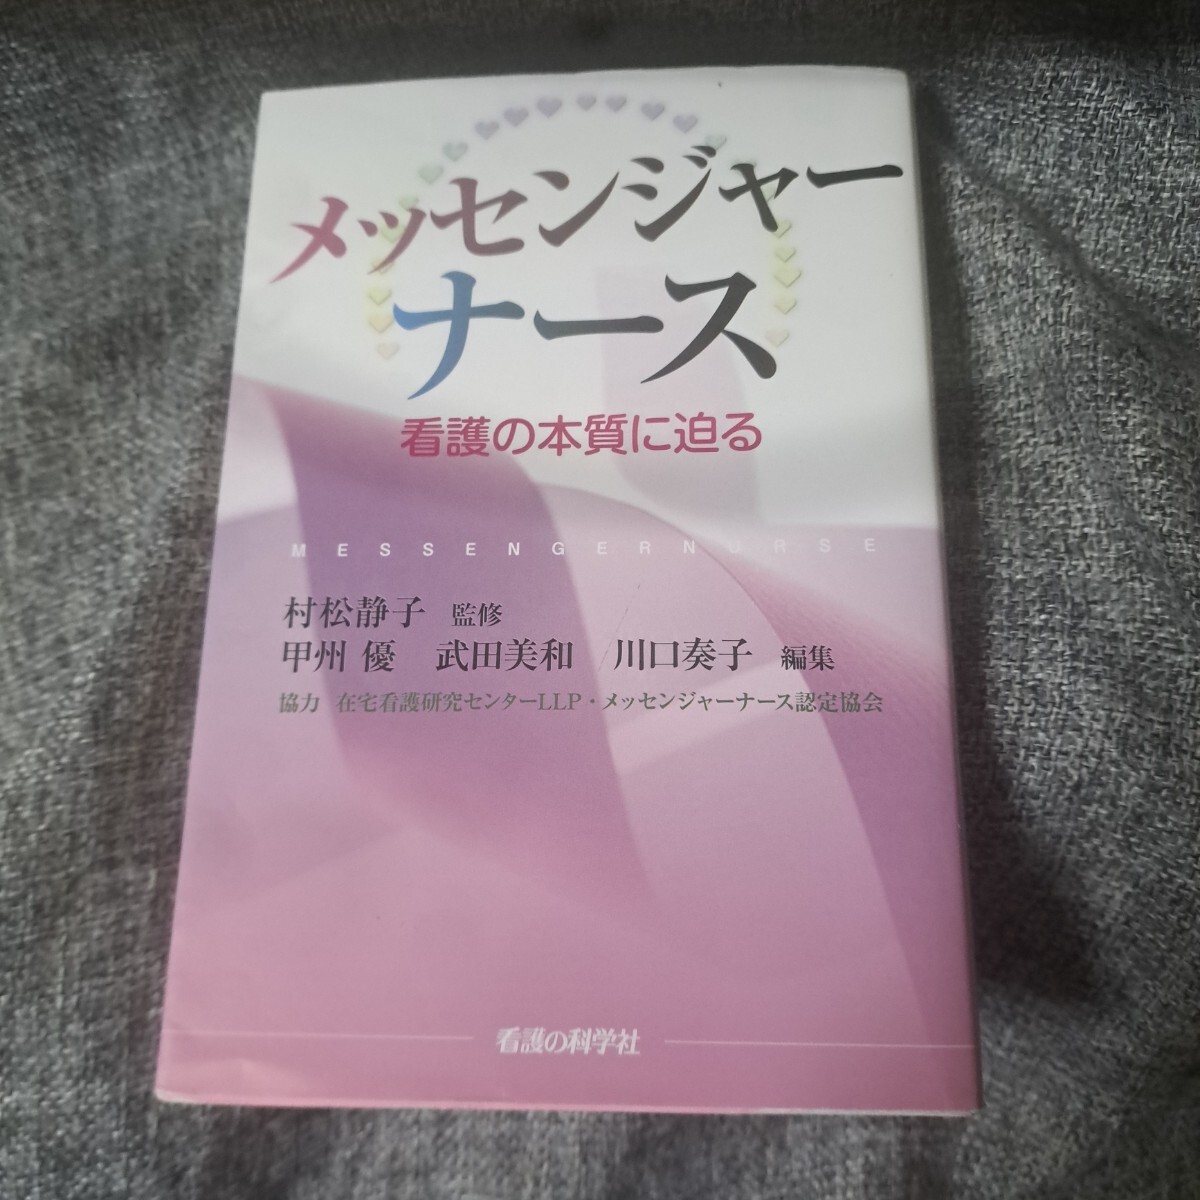 メッセンジャー
ナース
看護の本質に迫る
MESSENGERNURSE
村松静子 監修
甲州 優 武田美和 川口奏子 編集
協力 在宅看護研究センターLLP・メッセンジャーナース認定協会
看護の科学社